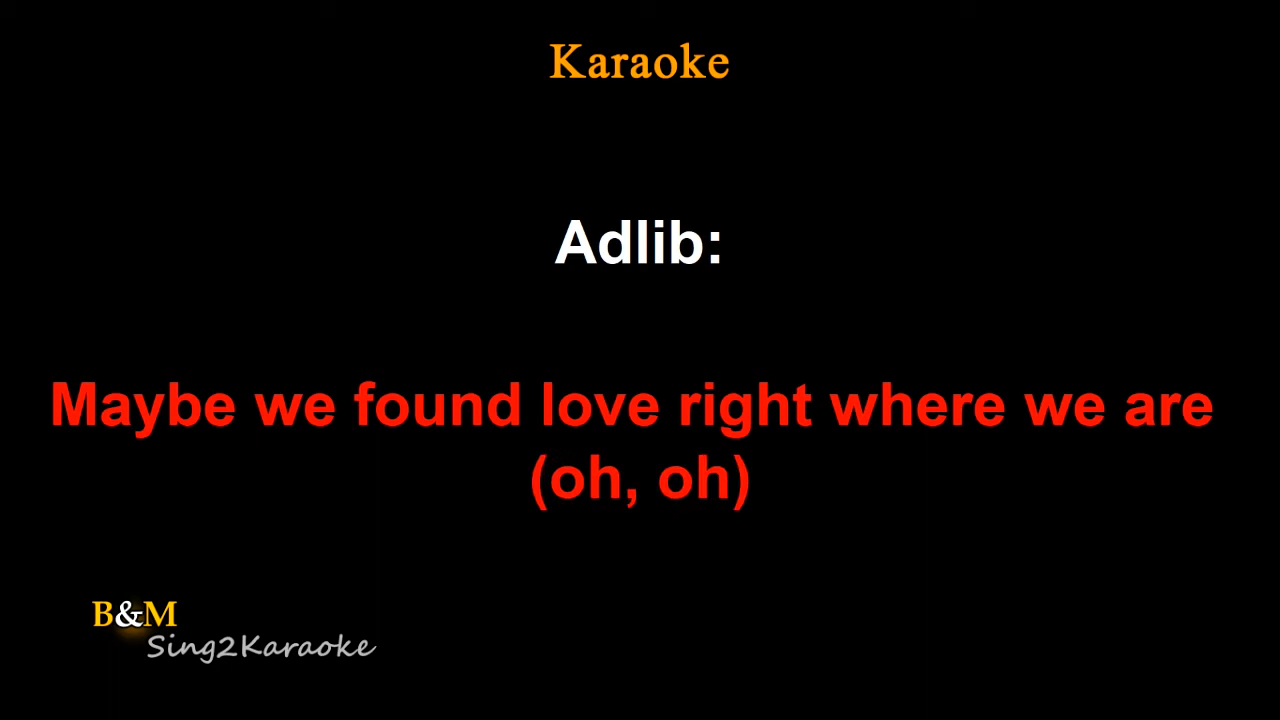 Karaoke
Adlib:
Maybe we found love right where we are
(oh, oh)
B&M
Sing2Karaoke